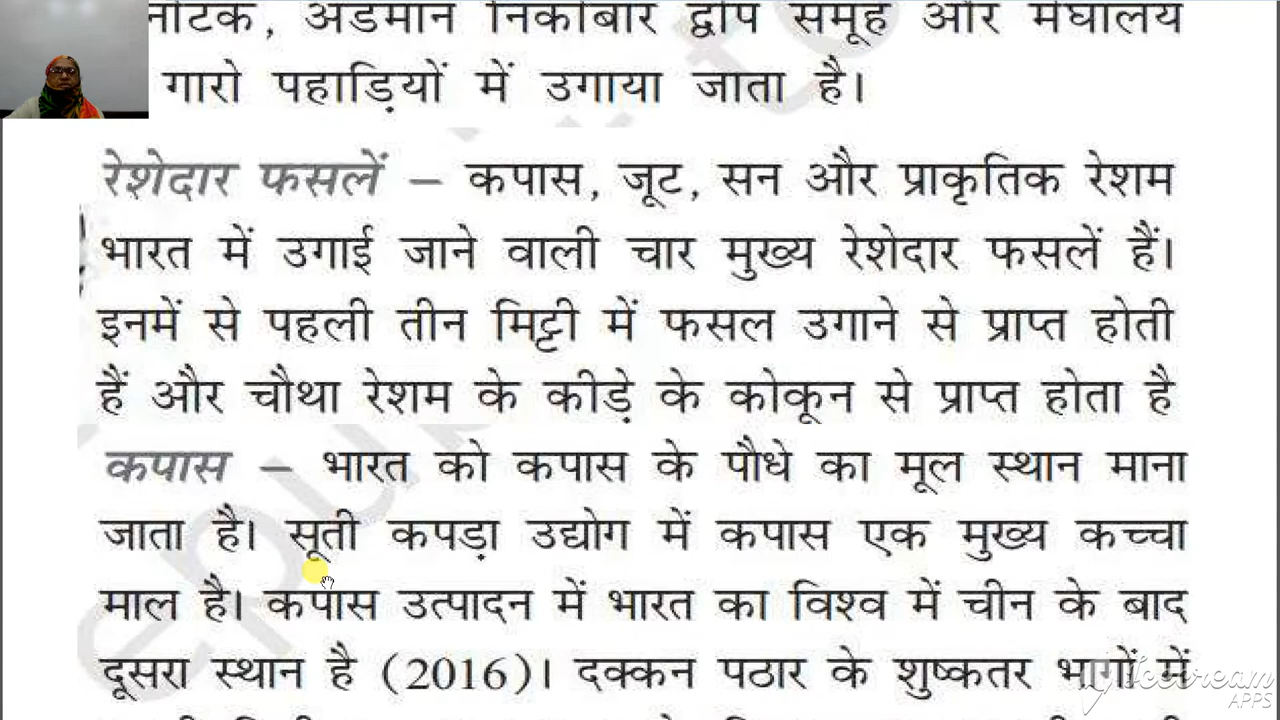 अंडमान निकोबार द्वीप समूह और मेघालय
गारो पहाड़ियों में उगाया जाता है।
रेशेदार फसलें – कपास, जूट, सन और प्राकृतिक रेशम
भारत में उगाई जाने वाली चार मुख्य रेशेदार फसलें हैं।
इनमें से पहली तीन मिट्टी में फसल उगाने से प्राप्त होती
हैं और चौथा रेशम के कीड़े के कोकून से प्राप्त होता है
कपास – भारत को कपास के पौधे का मूल स्थान माना
जाता है। सूती कपड़ा उद्योग में कपास एक मुख्य कच्चा
माल है। कपास उत्पादन में भारत का विश्व में चीन के बाद
दूसरा स्थान है (2016)। दक्कन पठार के शुष्कतर भागों में
Icecream
APPS